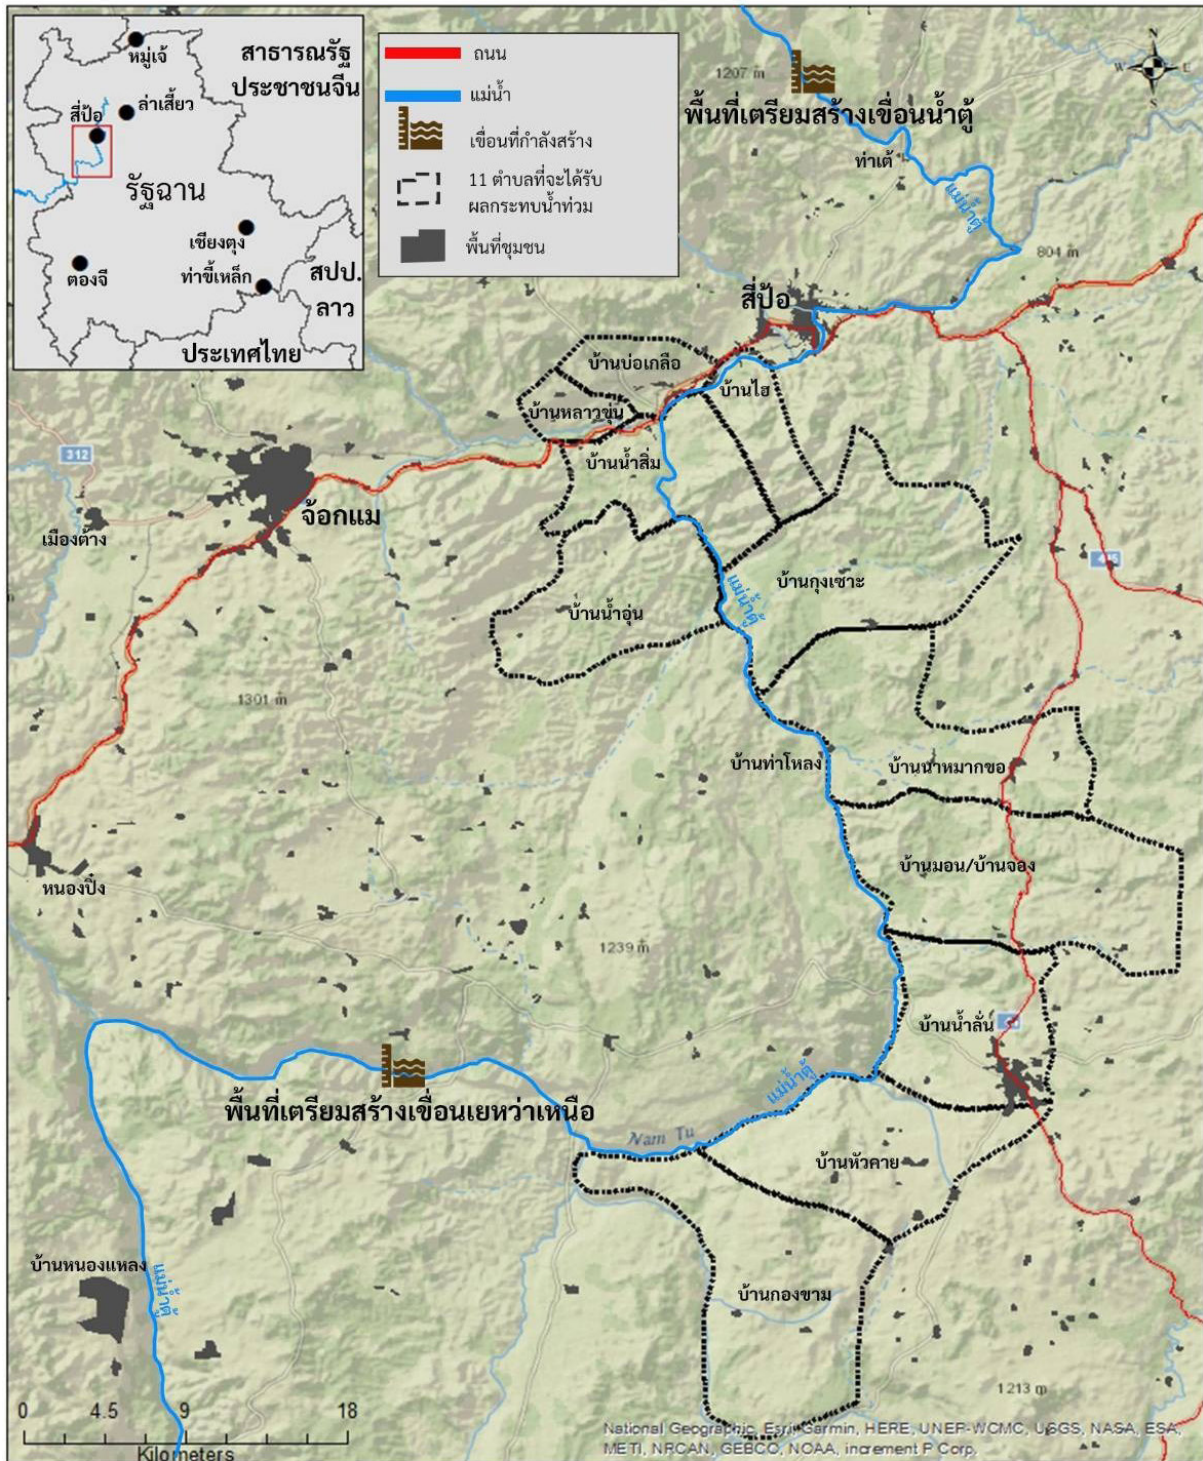 หมู่เจ้
สาธารณรัฐ
ประชาชนจีน
ล่าเสี้ยว
สี่ป้อ
รัฐฉาน
เชียงตุง
ตองจี
ท่าขี้เหล็ก
สปป.
ลาว
ประเทศไทย
ถนน
แม่น้ำ
เขื่อนที่กำลังสร้าง
11 ตำบลที่จะได้รับ
ผลกระทบน้ำท่วม
พื้นที่ชุมชน
N
W
E
S
1207 m
พื้นที่เตรียมสร้างเขื่อนน้ำตู้
ท่าเต้
แม่น้ำตู้
804 m
สี่ป้อ
บ้านบ่อเกลือ
บ้านไฮ
บ้านหลาวขุ่น
บ้านน้ำสิ่ม
312
จ้อกแม
เมืองต้าง
บ้านกุงเซาะ
แม่น้ำตู้
บ้านน้ำอุ่น
1301 m
บ้านท่าโหลง
บ้านนาหมากขอ
บ้านมอน/บ้านจอง
หนองปิ๋ง
1239 m
บ้านน้ำลั่น
แม่น้ำตู้
พื้นที่เตรียมสร้างเขื่อนเยหว่าเหนือ
Nam Tu
บ้านหัวคาย
บ้านหนองแหลง
แม่น้ำตู้
บ้านกองขาม
1213 m
0 4.5 9 18
Kilometers
National Geographic, Esri, Garmin, HERE, UNEP-WCMC, USGS, NASA, ESA,
METI, NRCAN, GEBCO, NOAA, increment P Corp.